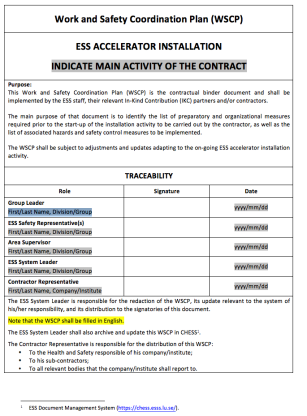 Work and Safety Coordination Plan (WSCP)
ESS ACCELERATOR INSTALLATION
INDICATE MAIN ACTIVITY OF THE CONTRACT
Purpose:
This Work and Safety Coordination Plan (WSCP) is the contractual binder document and shall be
implemented by the ESS staff, their relevant In-Kind Contribution (IKC) partners and/or contractors.
The main purpose of that document is to identify the list of preparatory and organizational measures
required prior to the start-up of the installation activity to be carried out by the contractor, as well as the
list of associated hazards and safety control measures to be implemented.
The WSCP shall be subject to adjustments and updates adapting to the on-going ESS accelerator installation
activity.
TRACEABILITY
Role Signature Date
Group Leader
First/Last Name, Division/Group
yyyy/mm/dd
ESS Safety Representative(s)
First/Last Name, Division/Group
yyyy/mm/dd
Area Supervisor
First/Last Name, Division/Group
yyyy/mm/dd
ESS System Leader
First/Last Name, Division/Group
yyyy/mm/dd
Contractor Representative
First/Last Name, Company/Institute
yyyy/mm/dd
The ESS System Leader is responsible for the redaction of the WSCP, its update relevant to the system of
his/her responsibility, and its distribution to the signatories of this document.
Note that the WSCP shall be filled in English.
The ESS System Leader shall also archive and update this WSCP in CHESS¹.
The Contractor Representative is responsible for the distribution of this WSCP:
• To the Health and Safety responsible of his company/institute;
• To his sub-contractors;
• To all relevant bodies that the company/institute shall report to.
¹ ESS Document Management System (https://chess.esss.lu.se/).